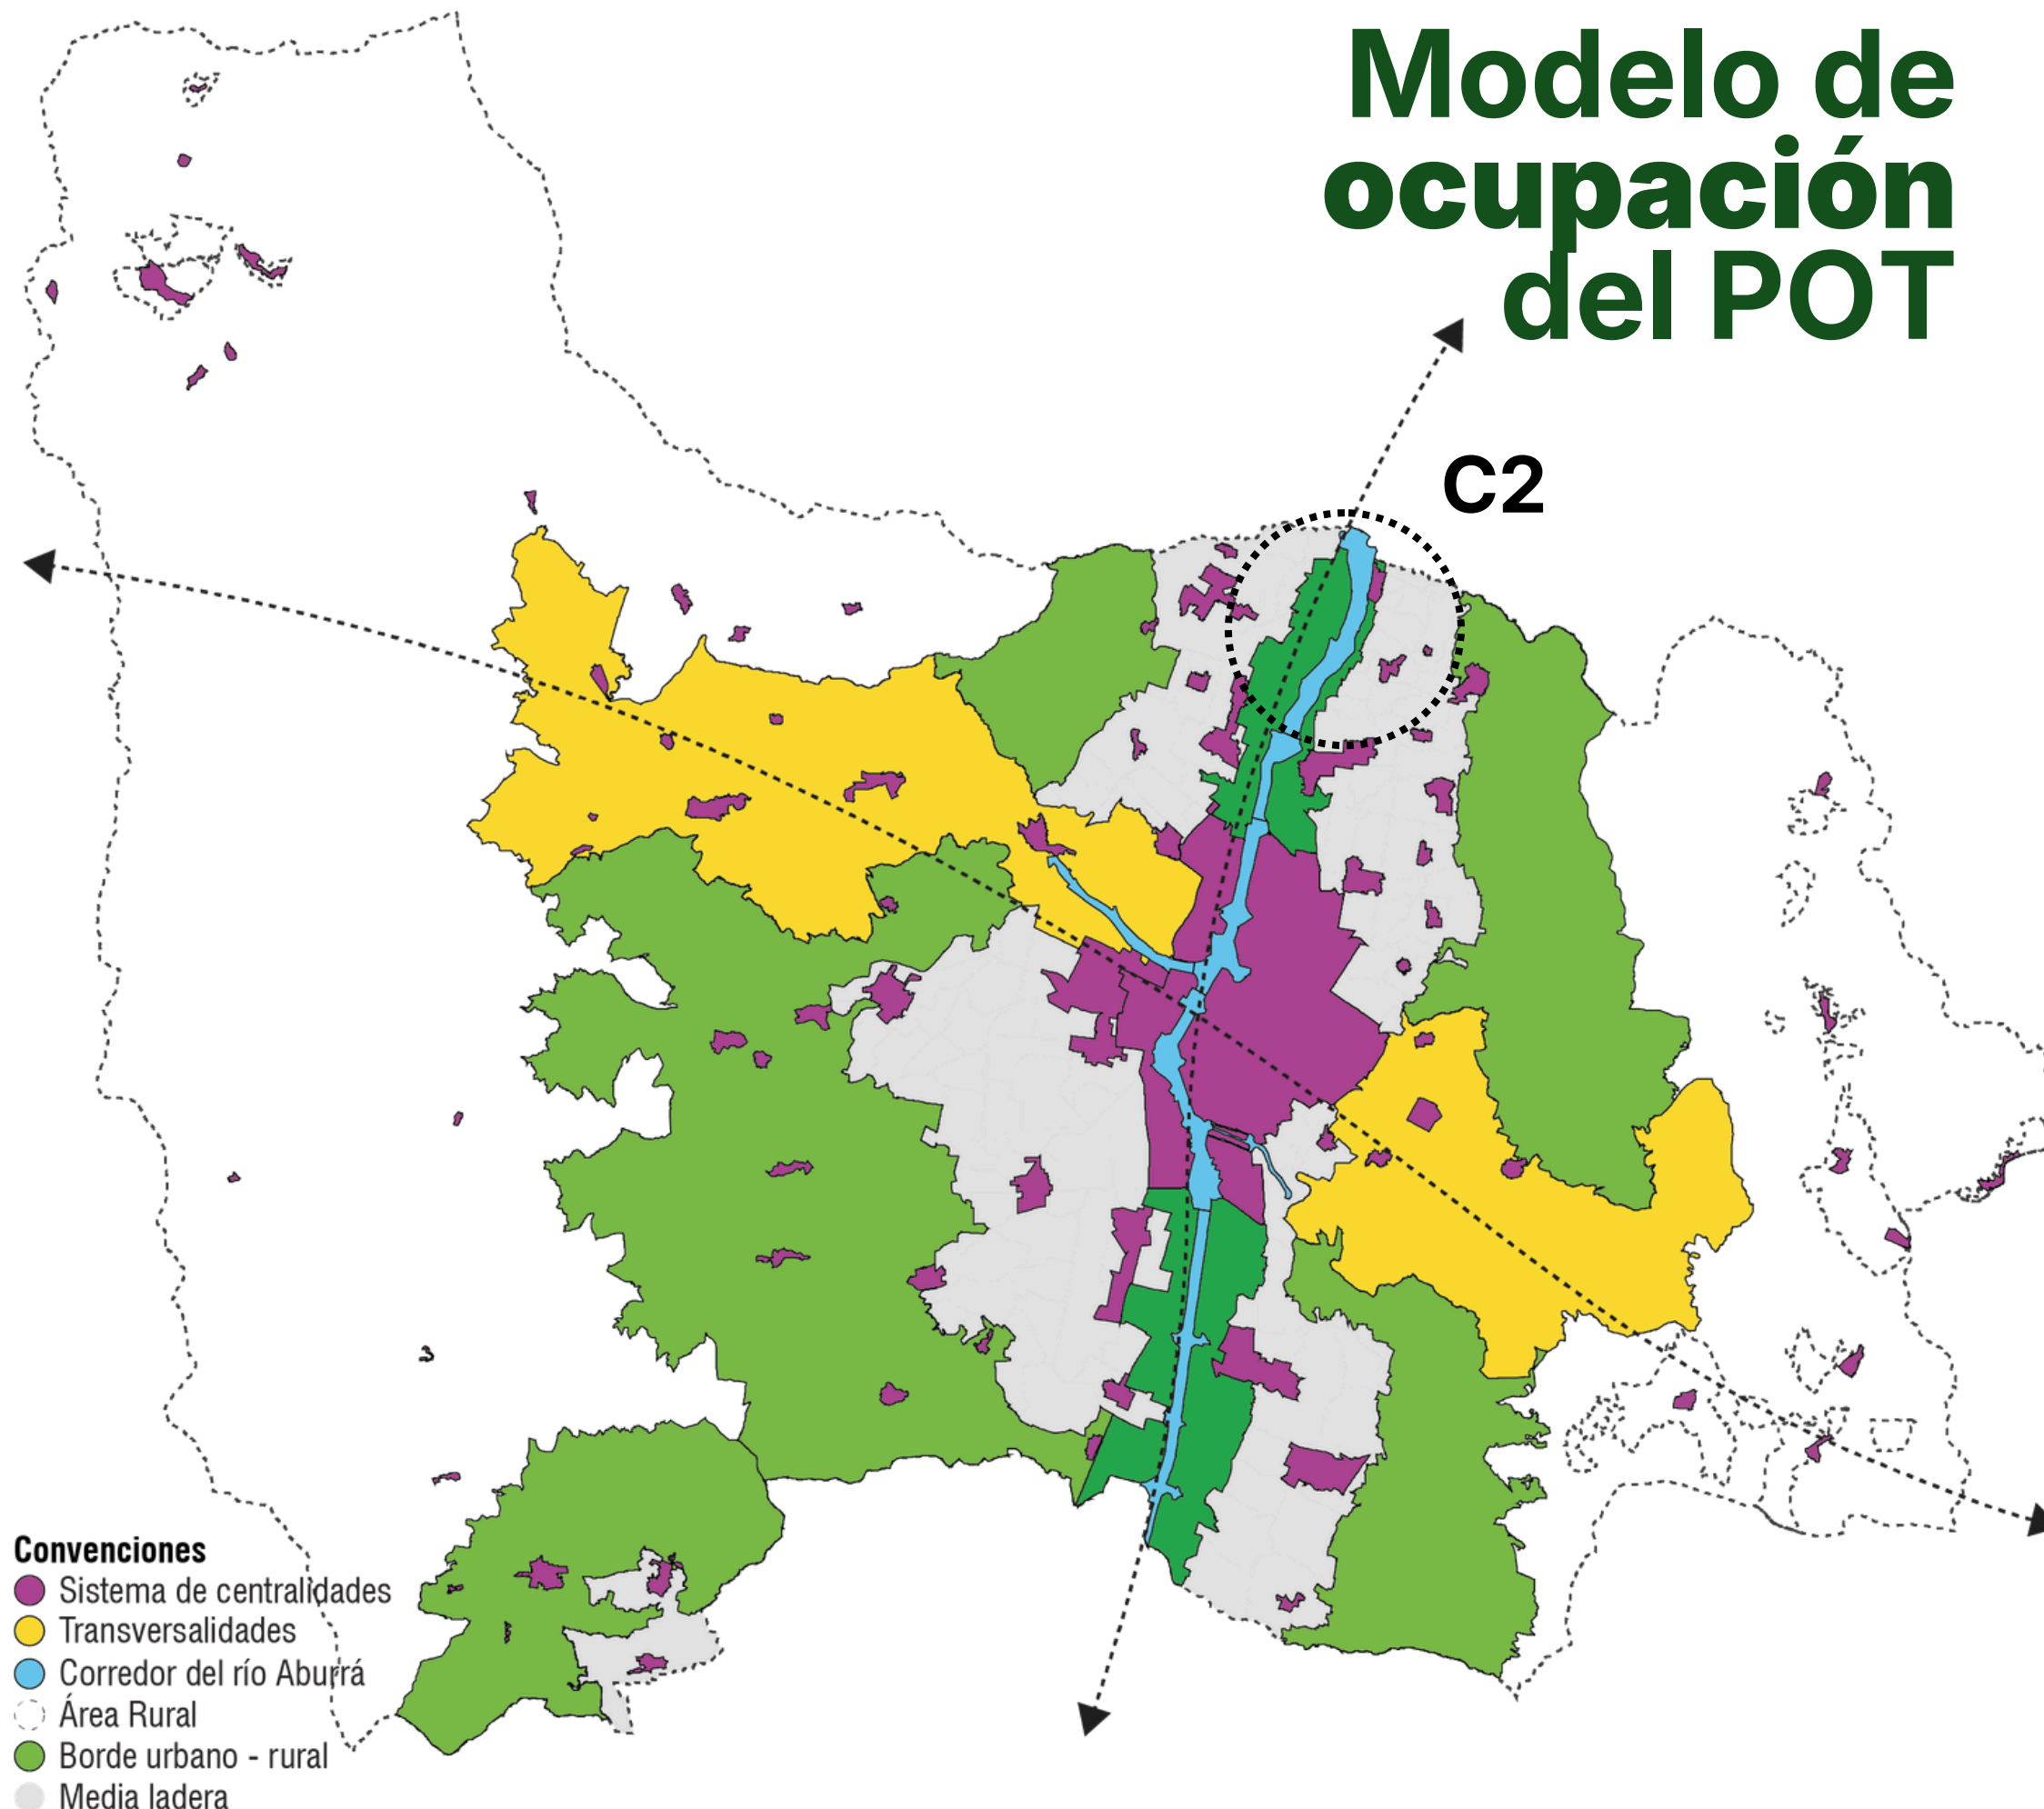 Modelo de
ocupación
del POT
C2
Convenciones
Sistema de centralidades
Transversalidades
Corredor del río Aburrá
Área Rural
Borde urbano - rural
Media ladera